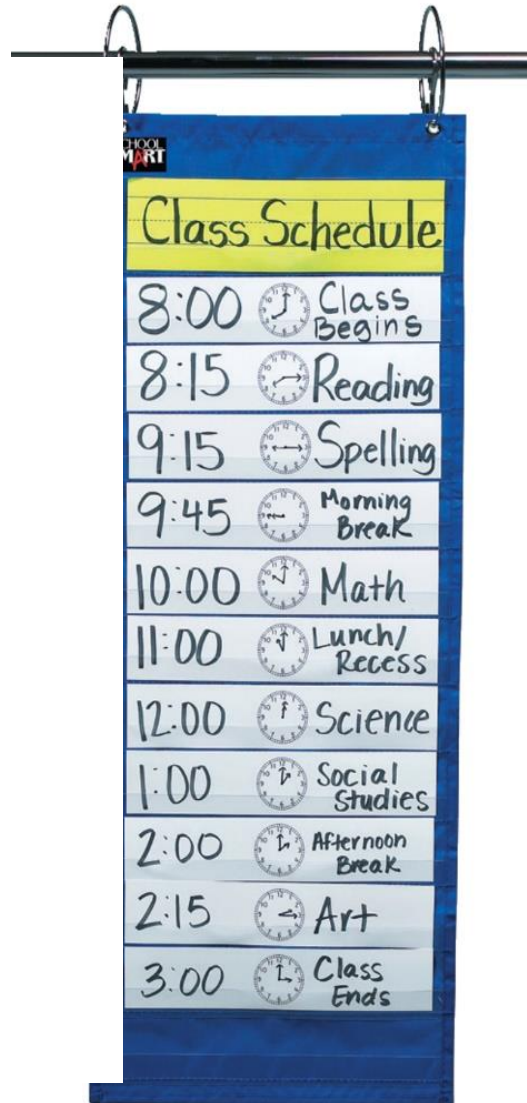 CHOOL
MART
Class Schedule
8:00 Class
Begins
8:15 Reading
9:15 Spelling
9:45 Morning
Break
10:00 Math
11:00 Lunch/
Recess
12:00 Science
1:00 Social
Studies
2:00 Afternoon
Break
2:15 Art
3:00 Class
Ends